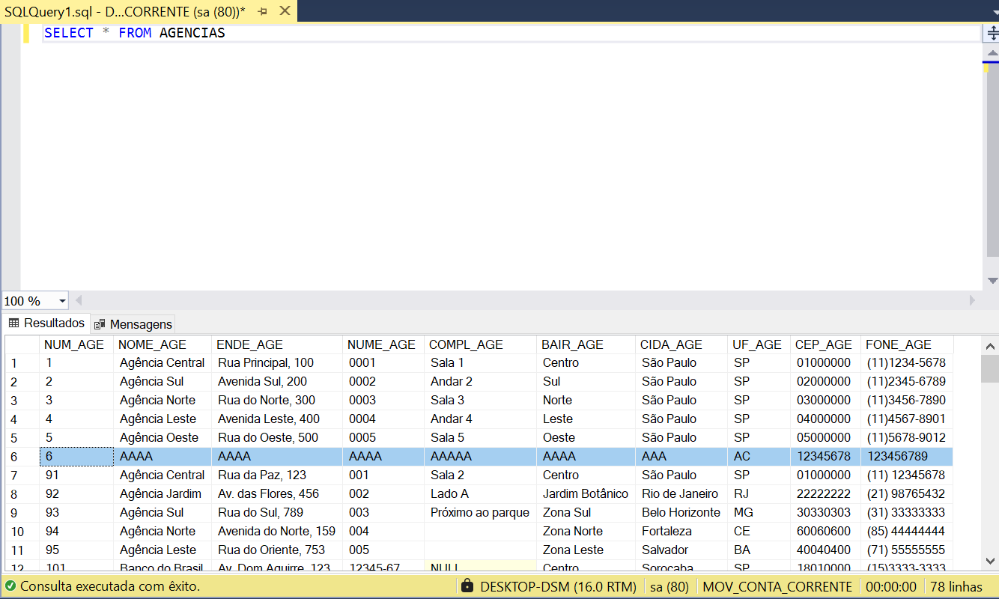 SQLQuery1.sql - D...CORRENTE (sa (80))*
SELECT * FROM AGENCIAS
100 %
Resultados Mensagens
NUM_AGE NOME_AGE ENDE_AGE NUME_AGE COMPL_AGE BAIR_AGE CIDA_AGE UF_AGE CEP_AGE FONE_AGE
1 1 Agência Central Rua Principal, 100 0001 Sala 1 Centro São Paulo SP 01000000 (11)1234-5678
2 2 Agência Sul Avenida Sul, 200 0002 Andar 2 Sul São Paulo SP 02000000 (11)2345-6789
3 3 Agência Norte Rua do Norte, 300 0003 Sala 3 Norte São Paulo SP 03000000 (11)3456-7890
4 4 Agência Leste Avenida Leste, 400 0004 Andar 4 Leste São Paulo SP 04000000 (11)4567-8901
5 5 Agência Oeste Rua do Oeste, 500 0005 Sala 5 Oeste São Paulo SP 05000000 (11)5678-9012
6 6 AAAA AAAA AAAA AAAAA AAAA AAA AC 12345678 123456789
7 91 Agência Central Rua da Paz, 123 001 Sala 2 Centro São Paulo SP 01000000 (11) 12345678
8 92 Agência Jardim Av. das Flores, 456 002 Lado A Jardim Botânico Rio de Janeiro RJ 22222222 (21) 98765432
9 93 Agência Sul Rua do Sul, 789 003 Próximo ao parque Zona Sul Belo Horizonte MG 30330303 (31) 33333333
10 94 Agência Norte Avenida do Norte, 159 004 Zona Norte Fortaleza CE 60060600 (85) 44444444
11 95 Agência Leste Rua do Oriente, 753 005 Zona Leste Salvador BA 40040400 (71) 55555555
12 101 Banco do Brasil Av. Dom Aguirre, 123 12345-67 NULL Centro Sorocaba SP 18010000 (15)3333-3333
Consulta executada com êxito. DESKTOP-DSM (16.0 RTM) sa (80) MOV_CONTA_CORRENTE 00:00:00 78 linhas